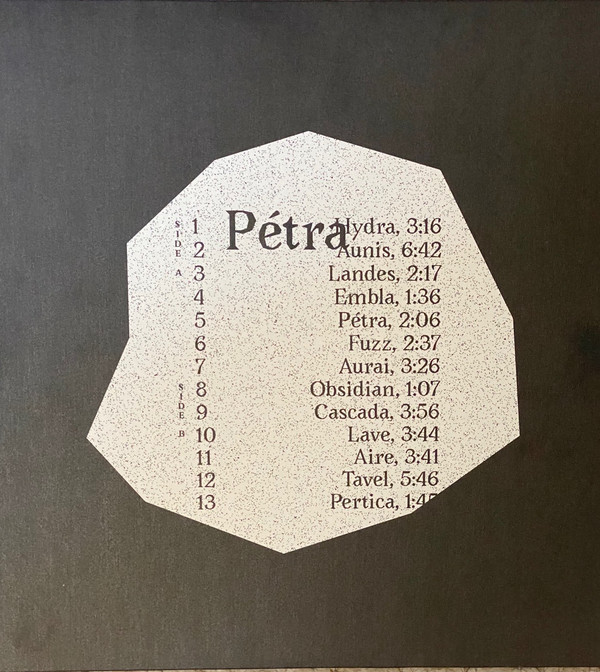 Pétra
SIDE A
1 Hydra, 3:16
2 Aunis, 6:42
3 Landes, 2:17
4 Embla, 1:36
5 Pétra, 2:06
6 Fuzz, 2:37
7 Aurai, 3:26
SIDE B
8 Obsidian, 1:07
9 Cascada, 3:56
10 Lave, 3:44
11 Aire, 3:41
12 Tavel, 5:46
13 Pertica,